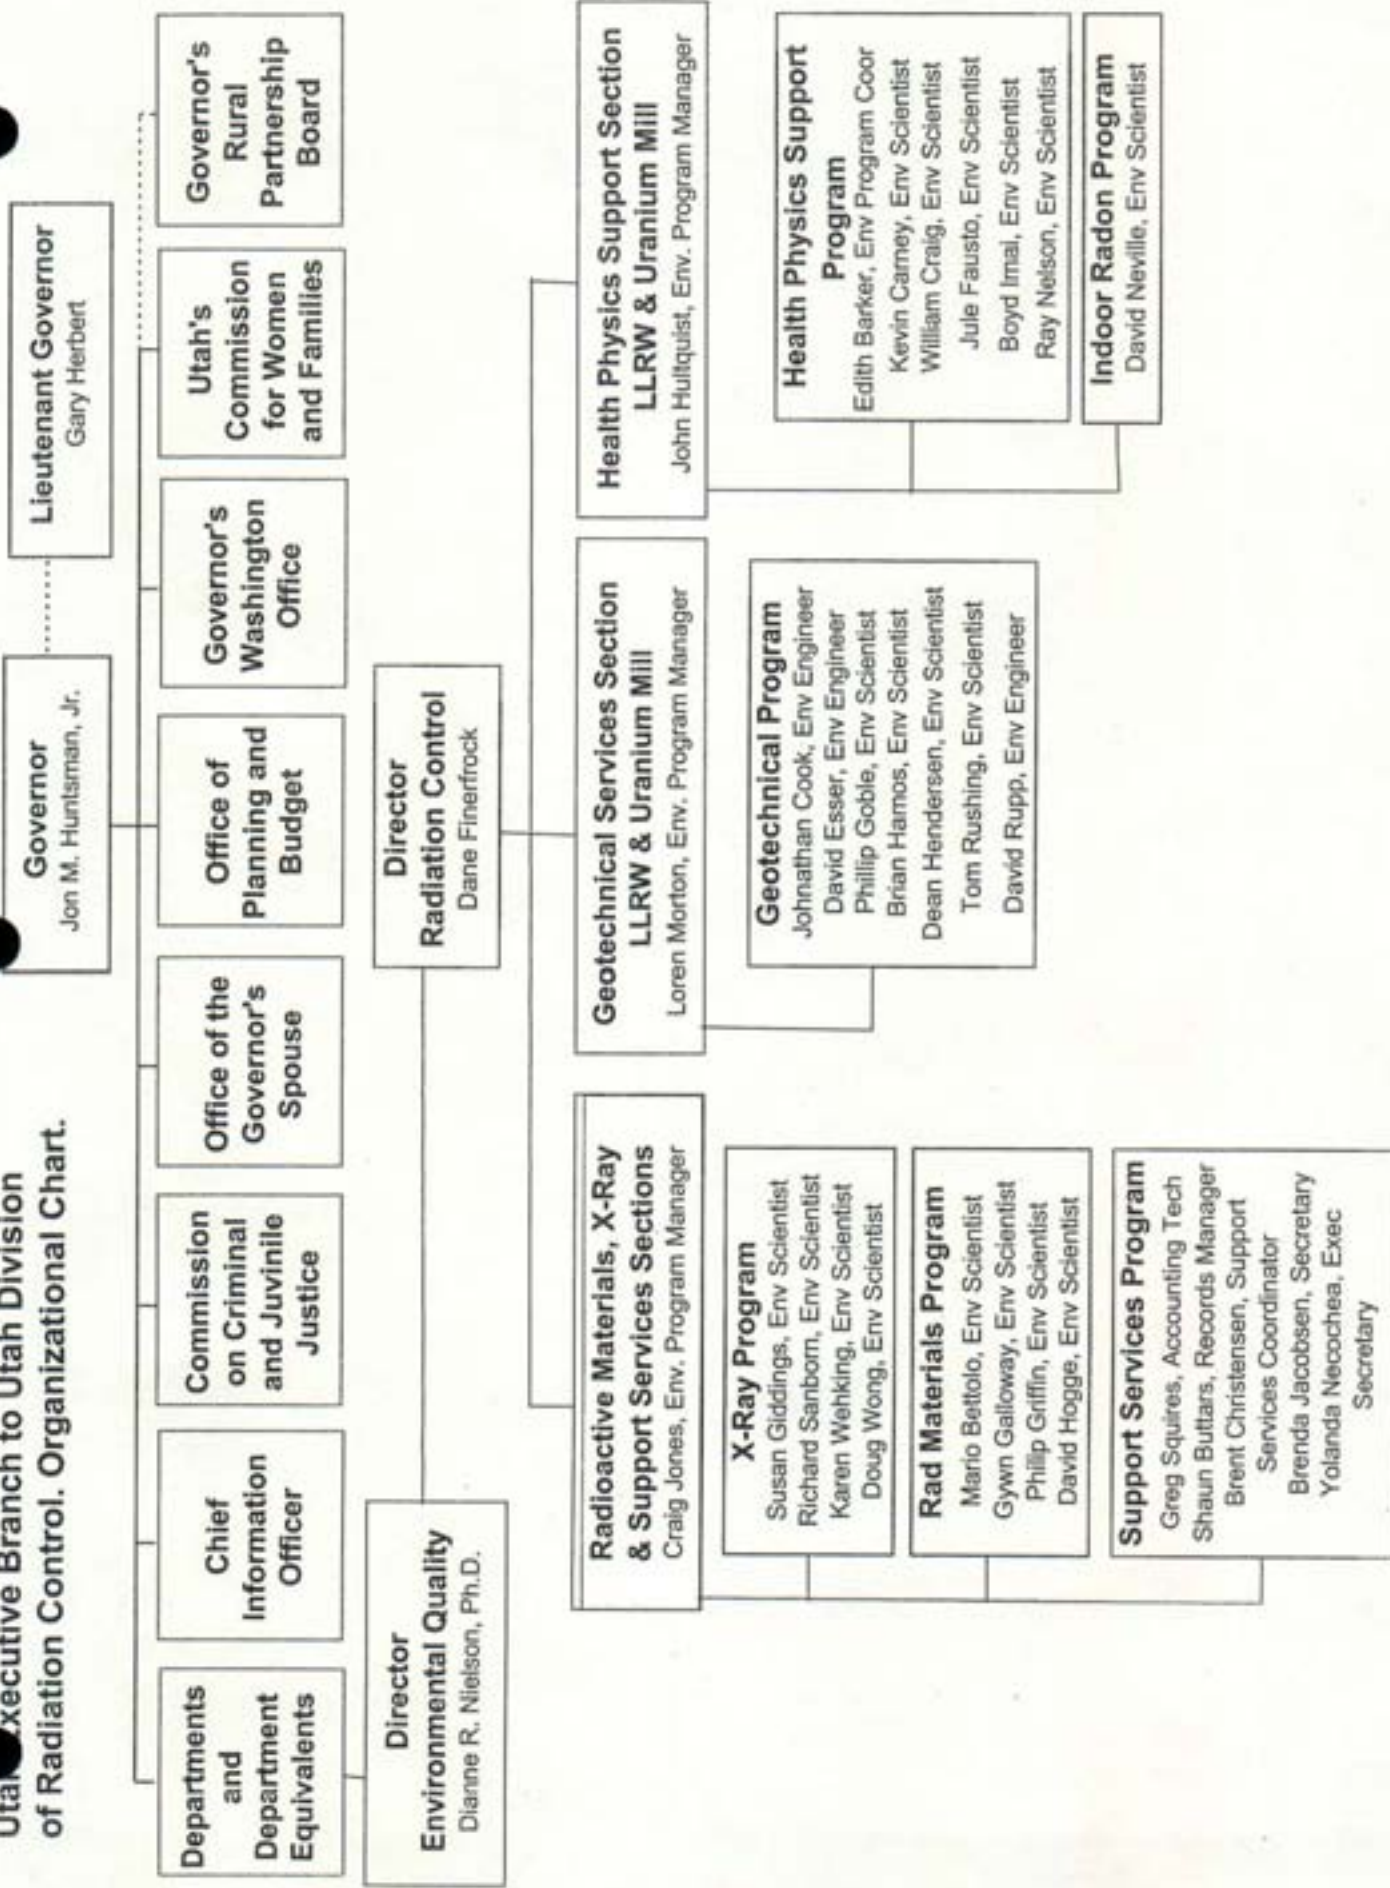 Utah Executive Branch to Utah Division
of Radiation Control. Organizational Chart.
Governor
Jon M. Huntsman, Jr.
Lieutenant Governor
Gary Herbert
Departments
and
Department
Equivalents
Chief
Information
Officer
Commission
on Criminal
and Juvinile
Justice
Office of the
Governor's
Spouse
Office of
Planning and
Budget
Governor's
Washington
Office
Utah's
Commission
for Women
and Families
Governor's
Rural
Partnership
Board
Director
Environmental Quality
Dianne R. Nielson, Ph.D.
Director
Radiation Control
Dane Finerfrock
Radioactive Materials, X-Ray
& Support Services Sections
Craig Jones, Env. Program Manager
X-Ray Program
Susan Giddings, Env Scientist
Richard Sanborn, Env Scientist
Karen Wehking, Env Scientist
Doug Wong, Env Scientist
Rad Materials Program
Mario Bettolo, Env Scientist
Gywn Galloway, Env Scientist
Philip Griffin, Env Scientist
David Hogge, Env Scientist
Support Services Program
Greg Squires, Accounting Tech
Shaun Buttars, Records Manager
Brent Christensen, Support
Services Coordinator
Brenda Jacobsen, Secretary
Yolanda Necochea, Exec
Secretary
Geotechnical Services Section
LLRW & Uranium Mill
Loren Morton, Env. Program Manager
Geotechnical Program
Johnathan Cook, Env Engineer
David Esser, Env Engineer
Phillip Goble, Env Scientist
Brian Hamos, Env Scientist
Dean Hendersen, Env Scientist
Tom Rushing, Env Scientist
David Rupp, Env Engineer
Health Physics Support Section
LLRW & Uranium Mill
John Hultquist, Env. Program Manager
Health Physics Support
Program
Edith Barker, Env Program Coor
Kevin Carney, Env Scientist
William Craig, Env Scientist
Jule Fausto, Env Scientist
Boyd Imai, Env Scientist
Ray Nelson, Env Scientist
Indoor Radon Program
David Neville, Env Scientist